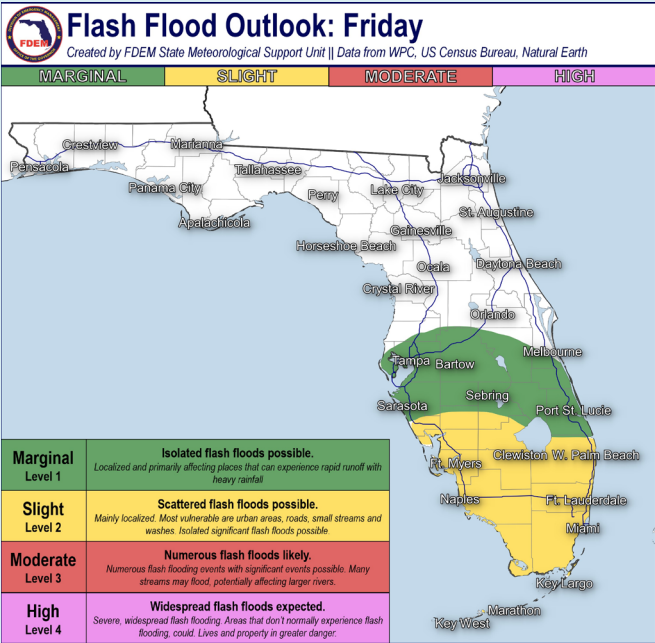 Flash Flood Outlook: Friday
Created by FDEM State Meteorological Support Unit || Data from WPC, US Census Bureau, Natural Earth
FDEM
MARGINAL SLIGHT MODERATE HIGH
Crestview Marianna
Pensacola
Tallahassee
Panama City
Perry
Lake City
Jacksonville
Apalachicola
St. Augustine
Gainesville
Horseshoe Beach
Ocala
Daytona Beach
Crystal River
Orlando
Melbourne
Tampa
Bartow
Sebring
Sarasota
Port St. Lucie
Ft. Myers
Clewiston W. Palm Beach
Naples
Ft. Lauderdale
Miami
Key Largo
Marathon
Key West
Marginal
Level 1
Isolated flash floods possible.
Localized and primarily affecting places that can experience rapid runoff with
heavy rainfall
Slight
Level 2
Scattered flash floods possible.
Mainly localized. Most vulnerable are urban areas, roads, small streams and
washes. Isolated significant flash floods possible.
Moderate
Level 3
Numerous flash floods likely.
Numerous flash flooding events with significant events possible. Many
streams may flood, potentially affecting larger rivers.
High
Level 4
Widespread flash floods expected.
Severe, widespread flash flooding. Areas that don't normally experience flash
flooding, could. Lives and property in greater danger.